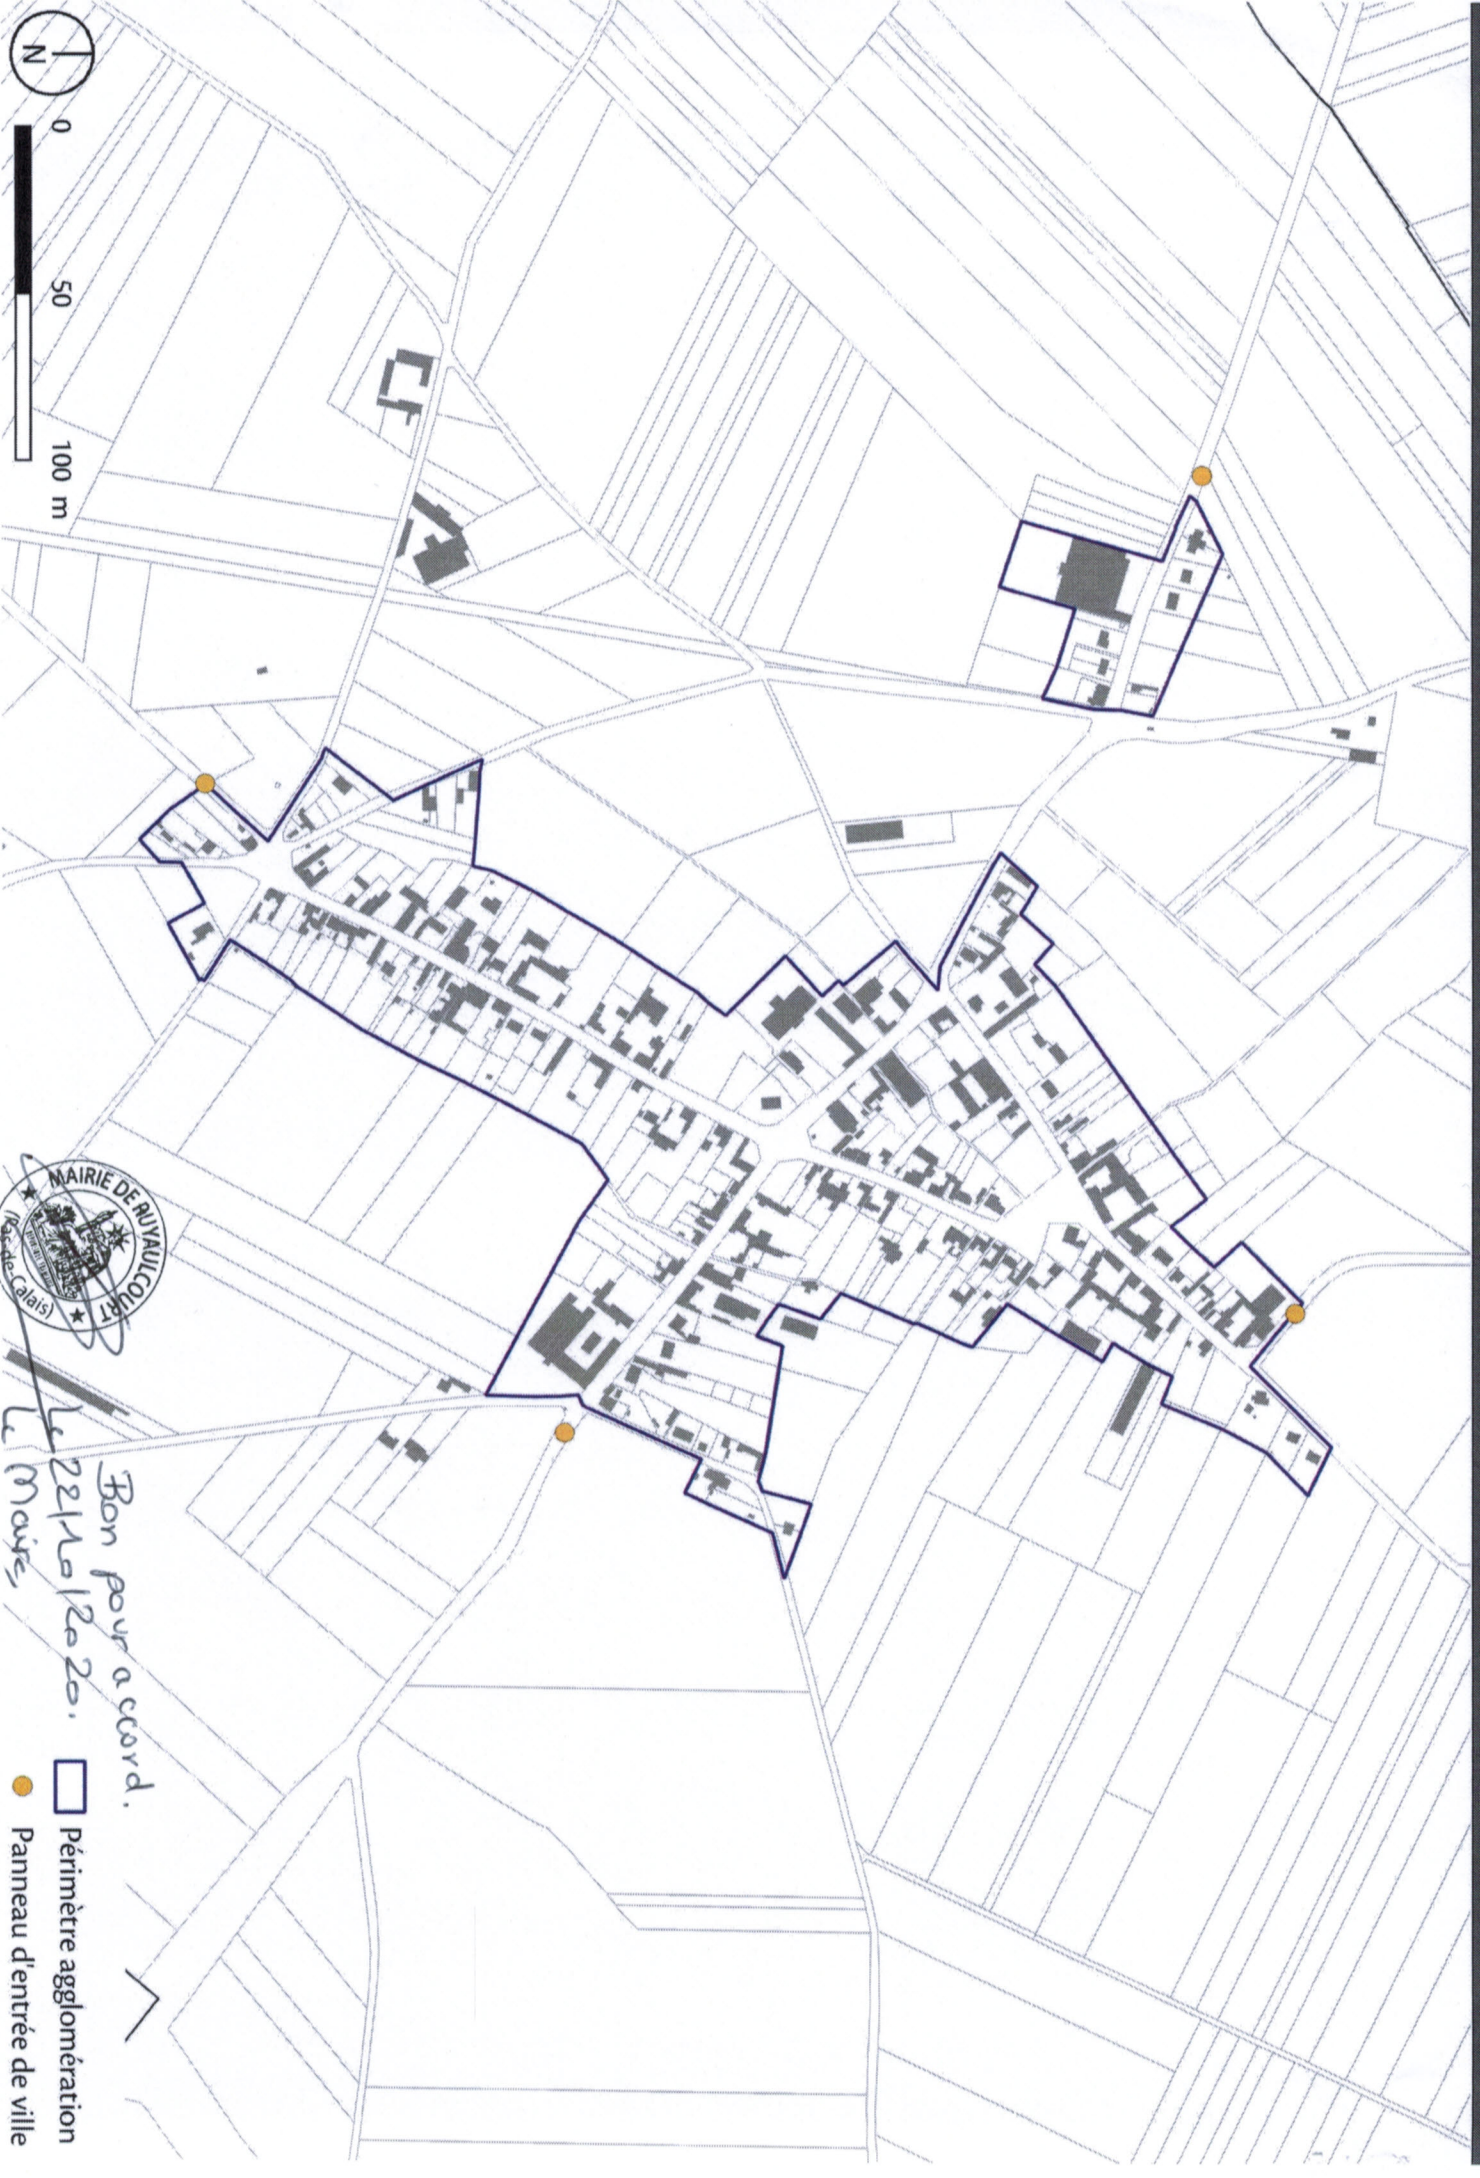 N
0 50 100 m
MAIRIE DE RUYAULCOURT
(Pas-de-Calais)
Bon pour accord.
Le 22/10/2020.
Le Maire,
Périmètre agglomération
Panneau d'entrée de ville